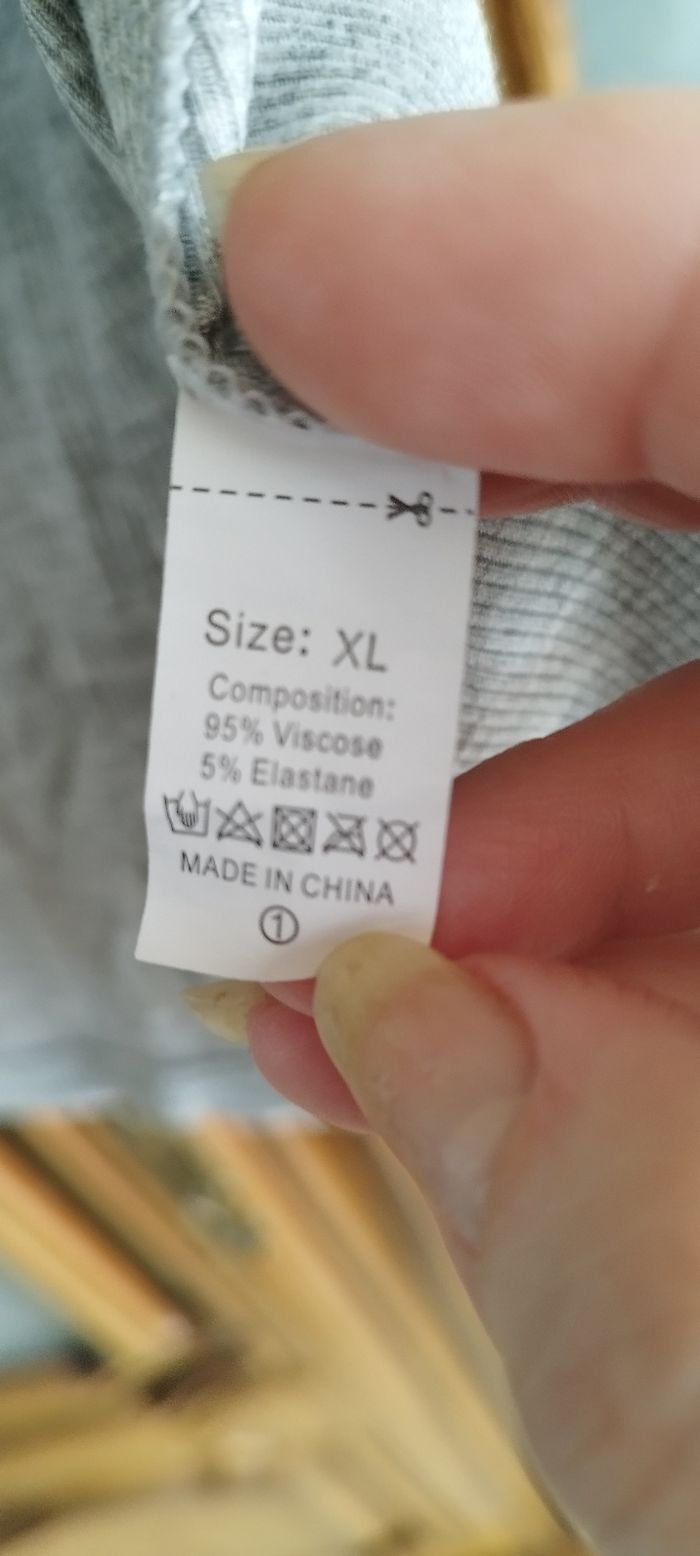 Size: XL
Composition:
95% Viscose
5% Elastane
MADE IN CHINA
①